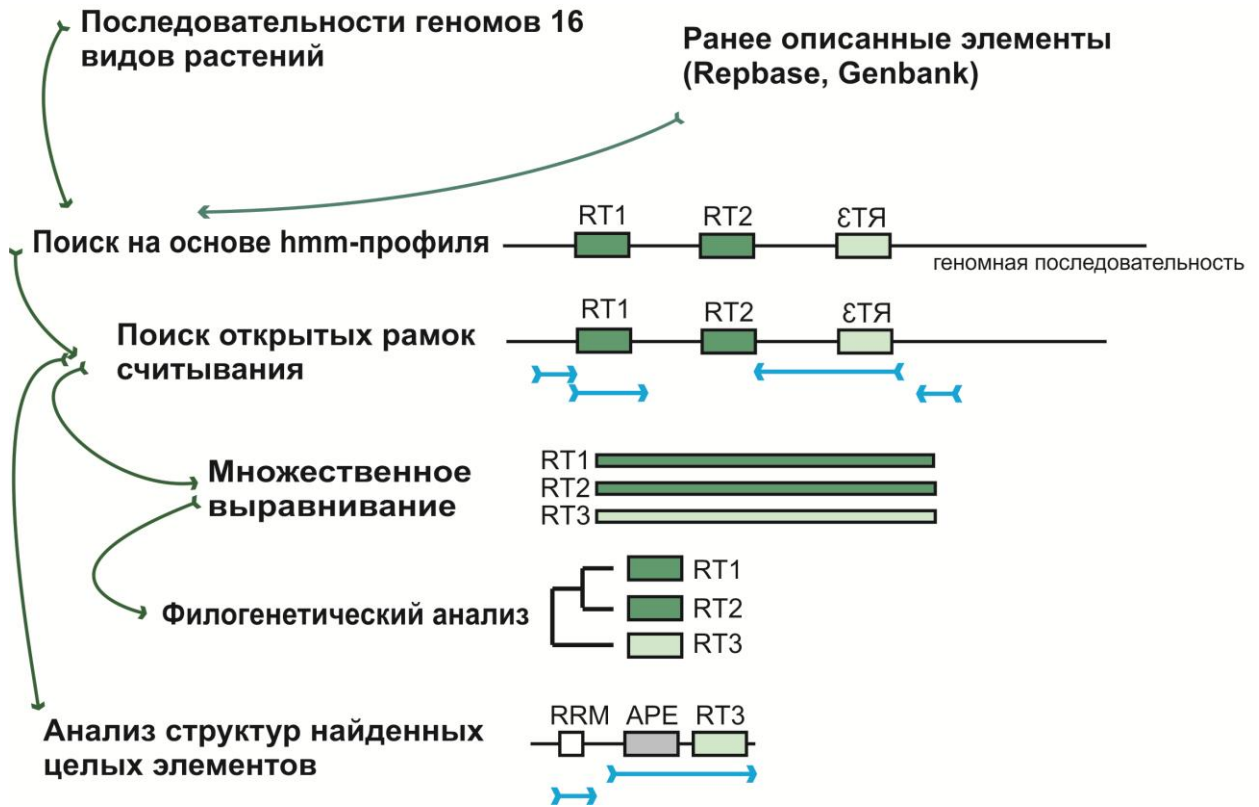 Последовательности геномов 16
видов растений
Ранее описанные элементы
(Repbase, Genbank)
Поиск на основе hmm-профиля
RT1 RT2 RT3
геномная последовательность
Поиск открытых рамок
считывания
RT1 RT2 RT3
Множественное
выравнивание
RT1
RT2
RT3
Филогенетический анализ
RT1
RT2
RT3
Анализ структур найденных
целых элементов
RRM APE RT3